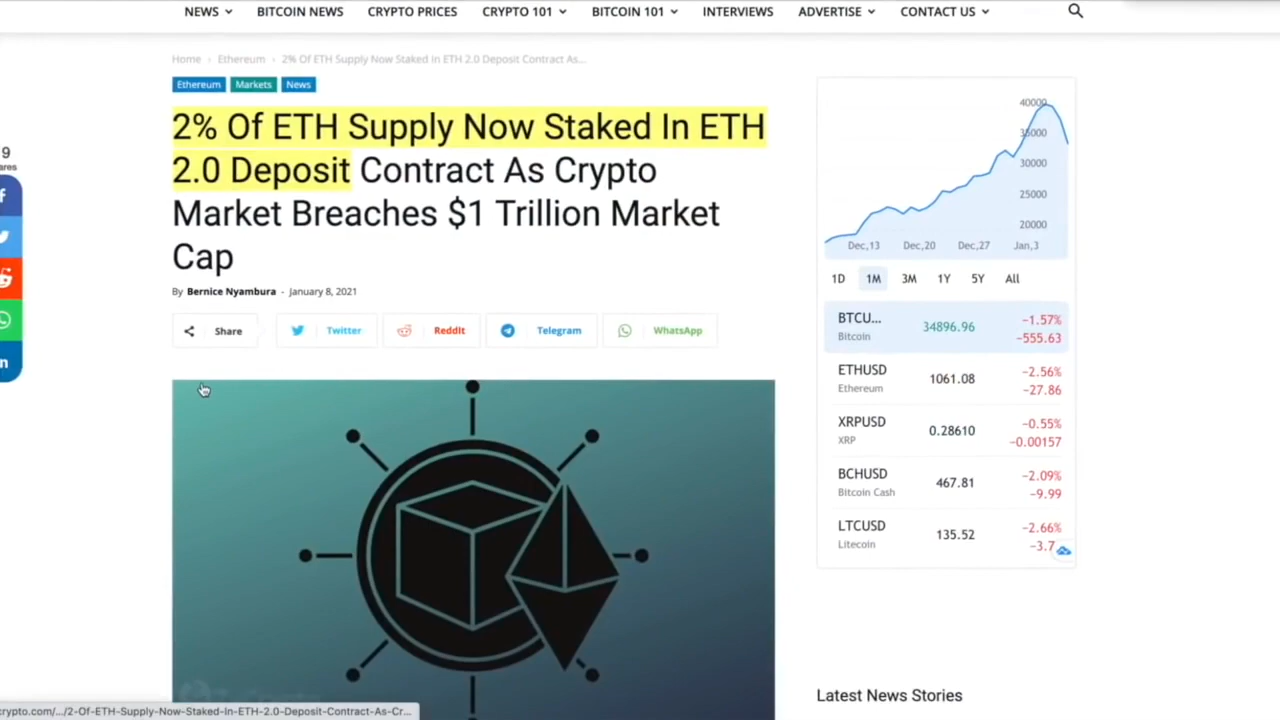 NEWS
BITCOIN NEWS
CRYPTO PRICES
CRYPTO 101
BITCOIN 101
INTERVIEWS
ADVERTISE
CONTACT US
Home › Ethereum › 2% Of ETH Supply Now Staked In ETH 2.0 Deposit Contract As...
Ethereum
Markets
News
2% Of ETH Supply Now Staked In ETH
2.0 Deposit Contract As Crypto
Market Breaches $1 Trillion Market
Cap
By Bernice Nyambura - January 8, 2021
Share
Twitter
ReddIt
Telegram
WhatsApp
9
ares
40000
35000
30000
25000
20000
Dec,13
Dec,20
Dec,27
Jan,3
1D
1M
3M
1Y
5Y
All
BTCU...
Bitcoin
34896.96
−1.57%
−555.63
ETHUSD
Ethereum
1061.08
−2.56%
−27.86
XRPUSD
XRP
0.28610
−0.55%
−0.00157
BCHUSD
Bitcoin Cash
467.81
−2.09%
−9.99
LTCUSD
Litecoin
135.52
−2.66%
−3.7
Latest News Stories
crypto.com/.../2-Of-ETH-Supply-Now-Staked-In-ETH-2.0-Deposit-Contract-As-Cr...